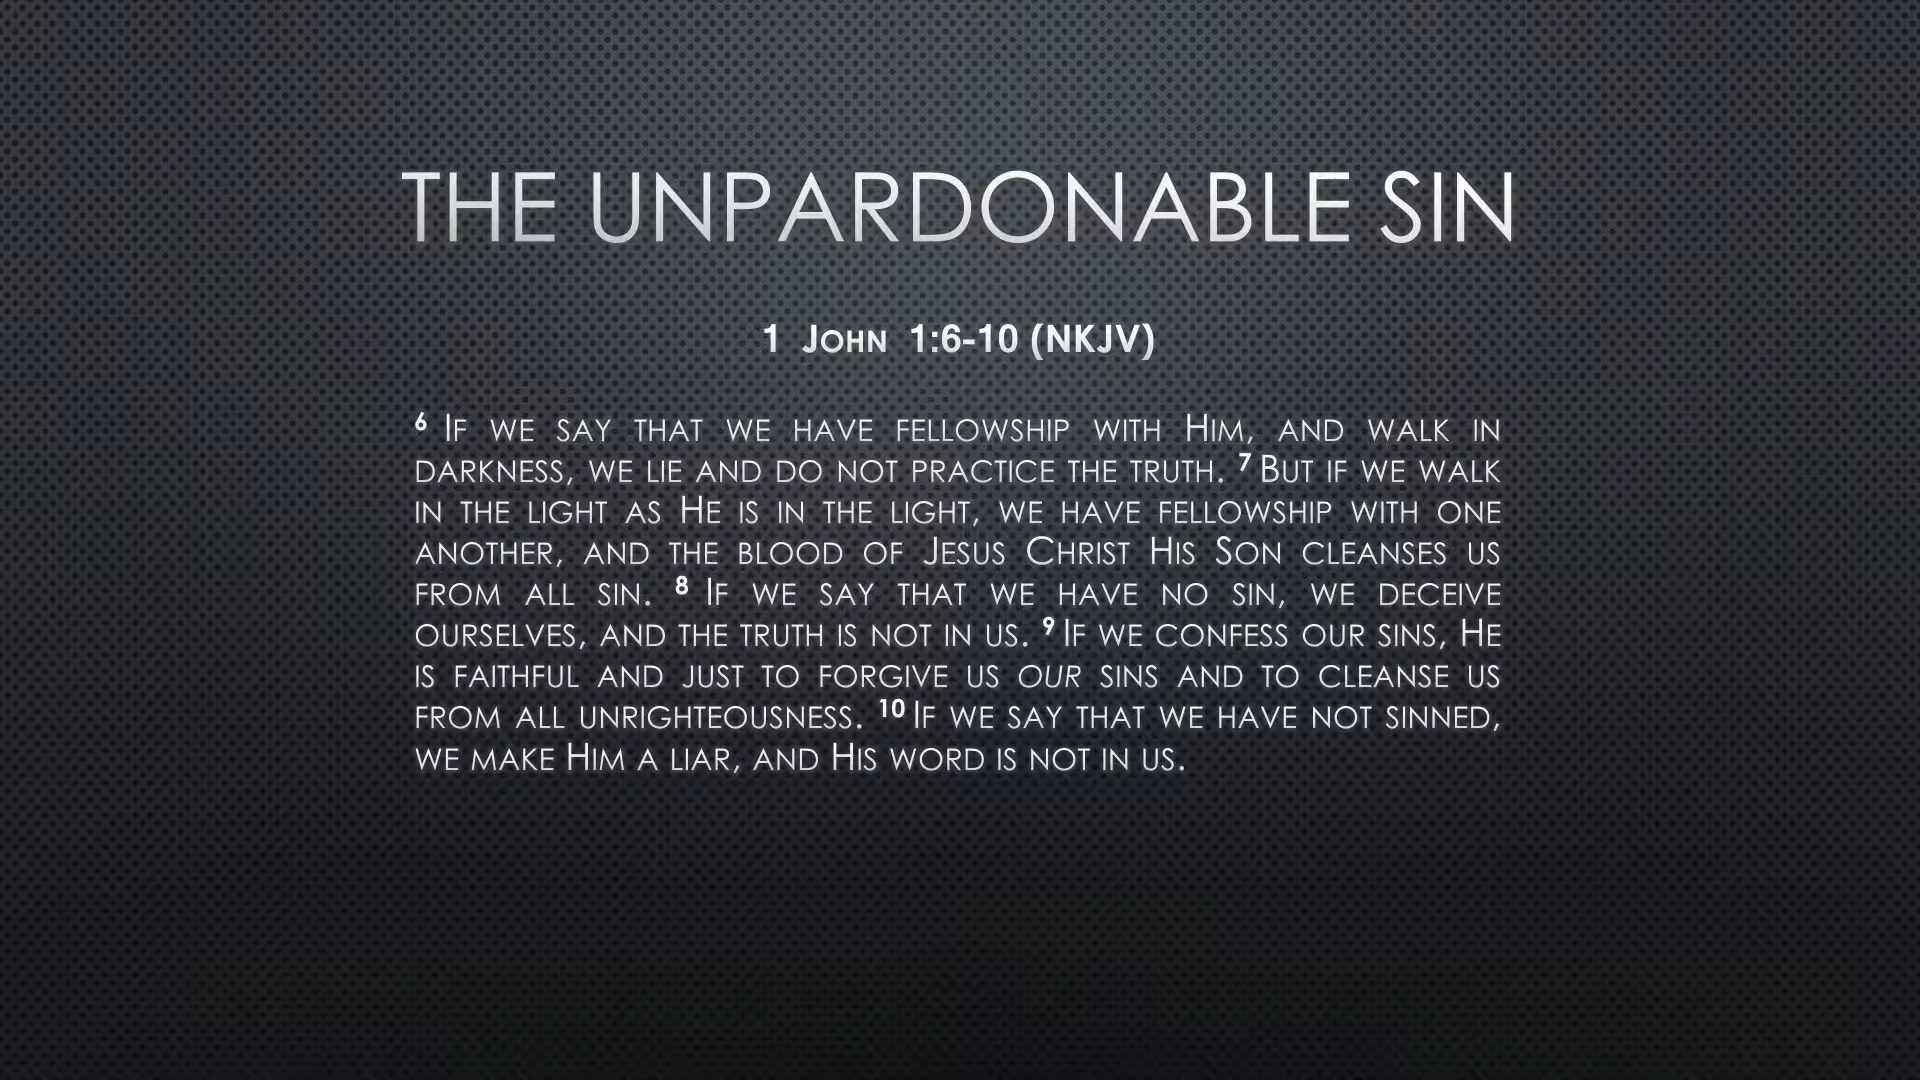 THE UNPARDONABLE SIN
1 John 1:6-10 (NKJV)
6 If we say that we have fellowship with Him, and walk in
darkness, we lie and do not practice the truth. 7 But if we walk
in the light as He is in the light, we have fellowship with one
another, and the blood of Jesus Christ His Son cleanses us
from all sin. 8 If we say that we have no sin, we deceive
ourselves, and the truth is not in us. 9 If we confess our sins, He
is faithful and just to forgive us our sins and to cleanse us
from all unrighteousness. 10 If we say that we have not sinned,
we make Him a liar, and His word is not in us.